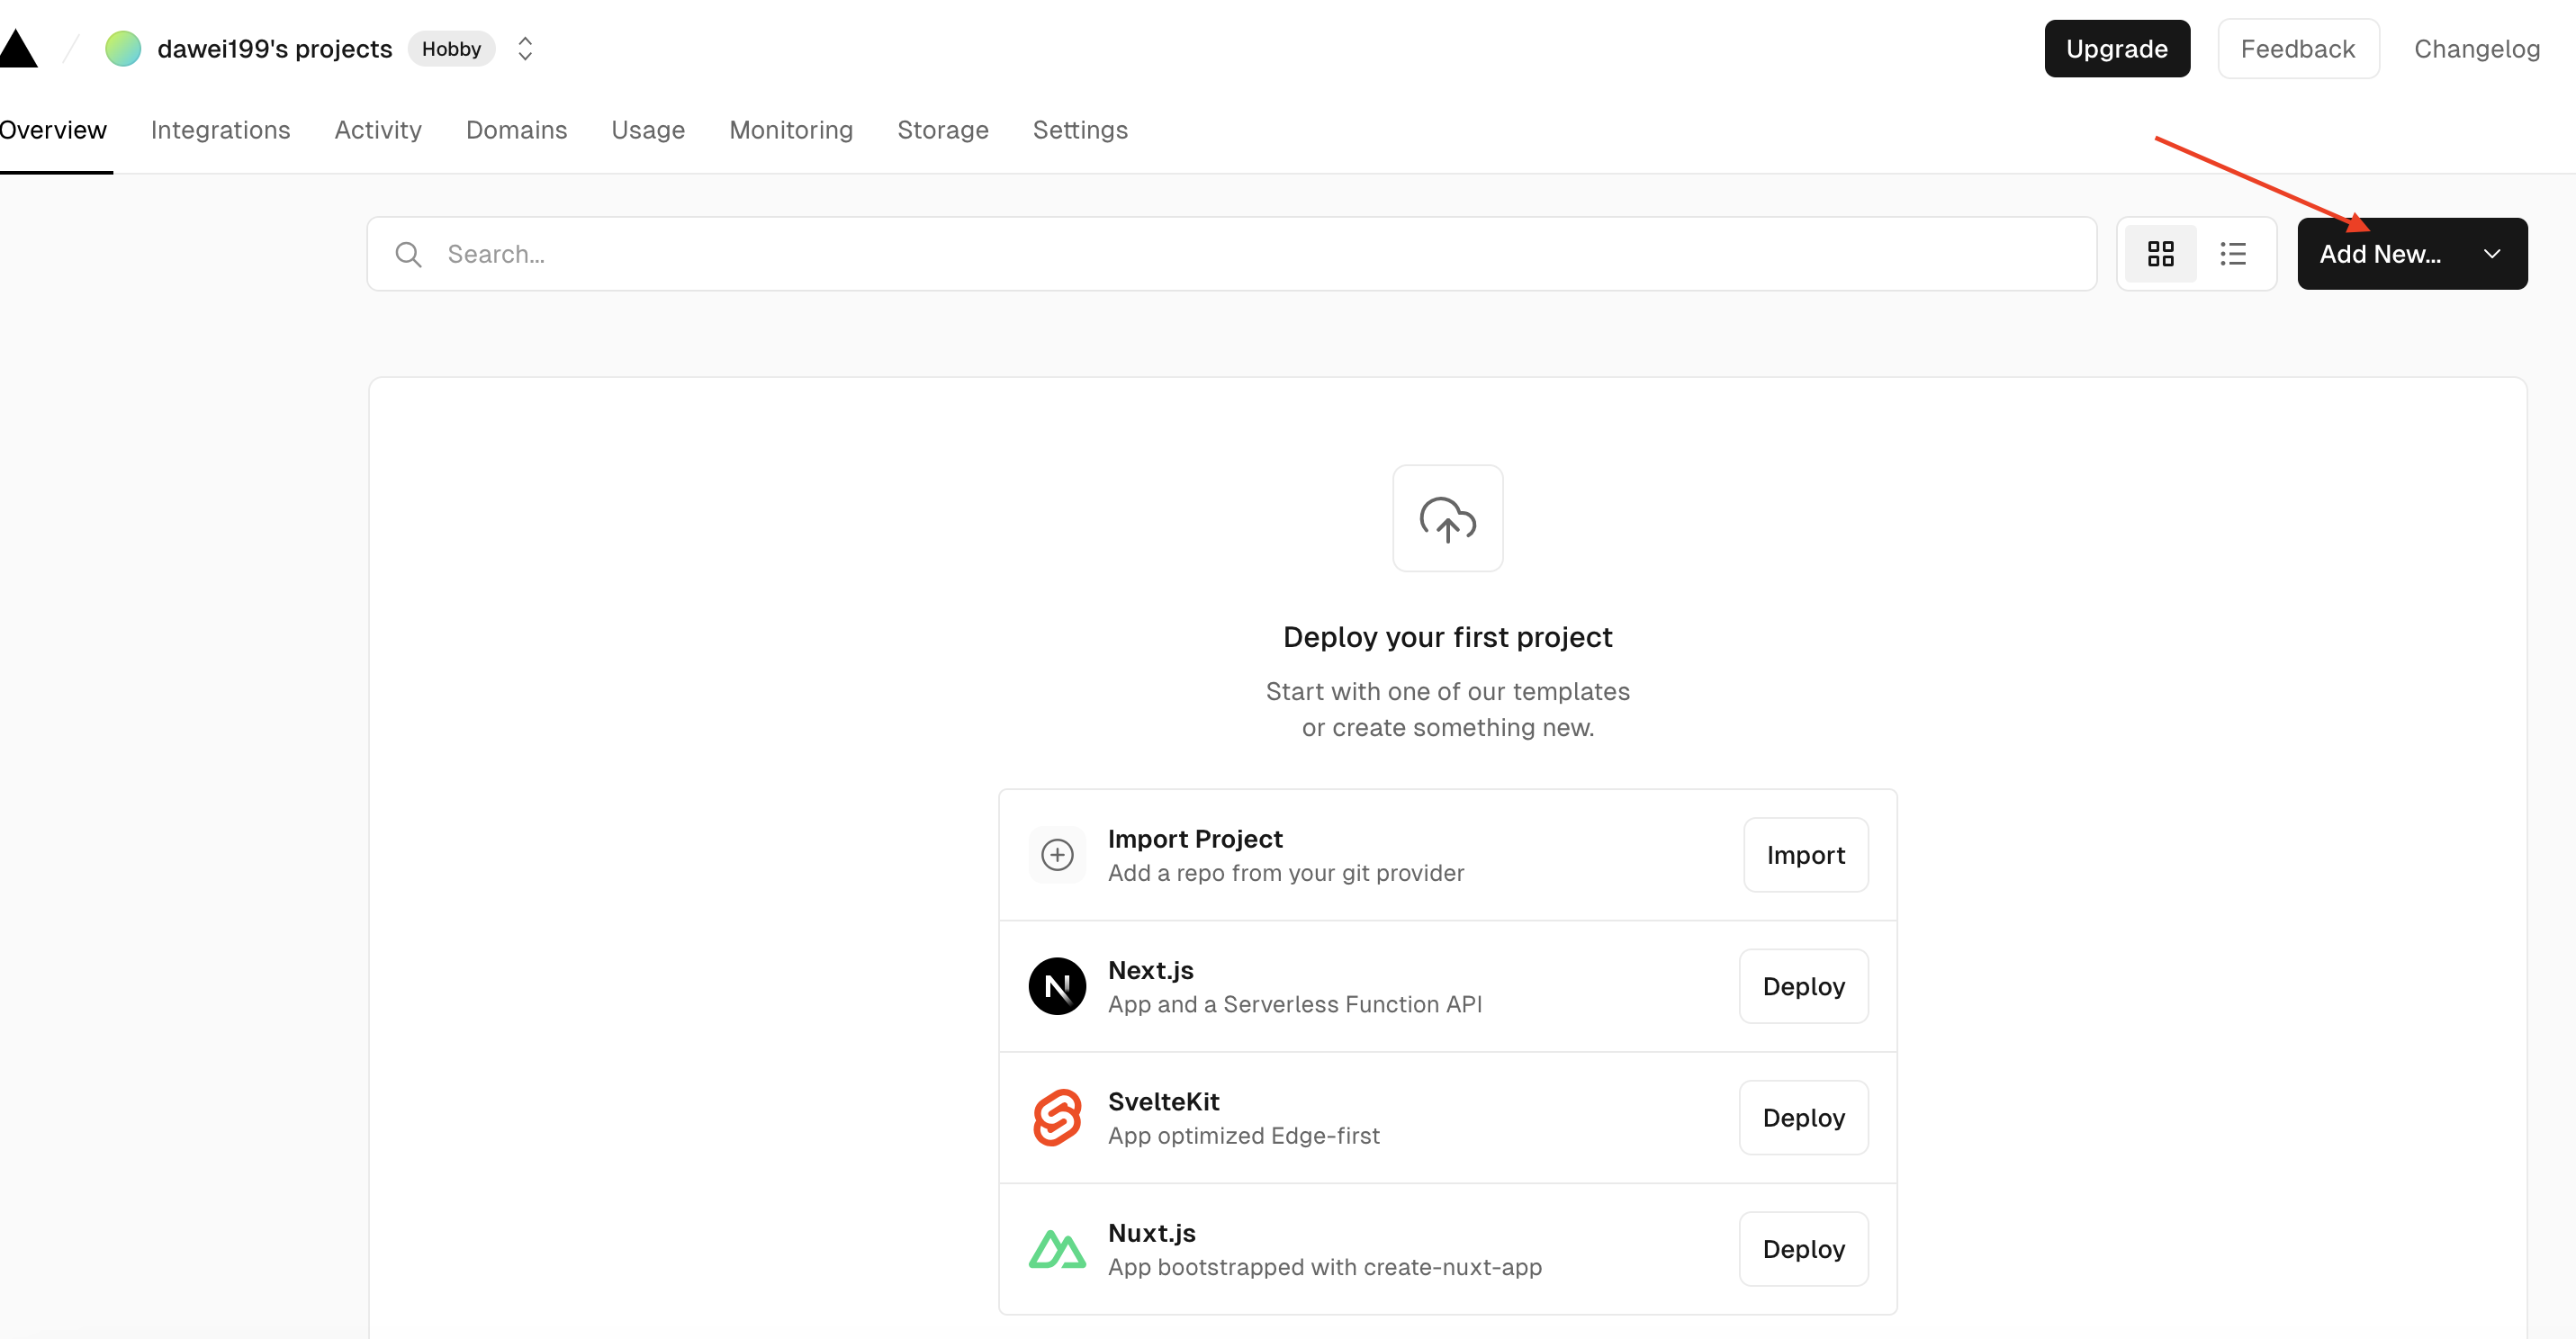 dawei199's projects Hobby
Upgrade Feedback Changelog
Overview Integrations Activity Domains Usage Monitoring Storage Settings
Search...
Add New...
Deploy your first project
Start with one of our templates
or create something new.
Import Project
Add a repo from your git provider
Import
Next.js
App and a Serverless Function API
Deploy
SvelteKit
App optimized Edge-first
Deploy
Nuxt.js
App bootstrapped with create-nuxt-app
Deploy